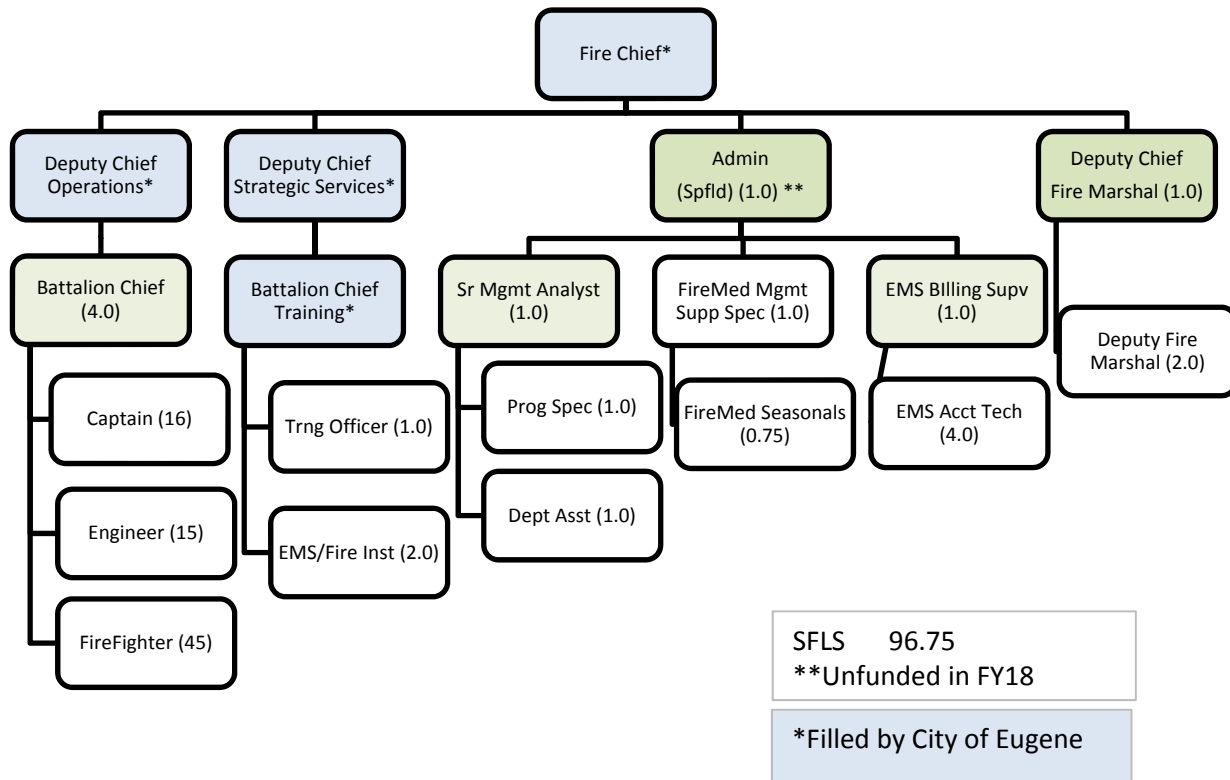 Fire Chief*
Deputy Chief
Operations*
Deputy Chief
Strategic Services*
Admin
(Spfld) (1.0) **
Deputy Chief
Fire Marshal (1.0)
Battalion Chief
(4.0)
Battalion Chief
Training*
Sr Mgmt Analyst
(1.0)
FireMed Mgmt
Supp Spec (1.0)
EMS BIlling Supv
(1.0)
Deputy Fire
Marshal (2.0)
Captain (16)
Trng Officer (1.0)
Prog Spec (1.0)
FireMed Seasonals
(0.75)
EMS Acct Tech
(4.0)
Engineer (15)
EMS/Fire Inst (2.0)
Dept Asst (1.0)
FireFighter (45)
SFLS 96.75
**Unfunded in FY18
*Filled by City of Eugene